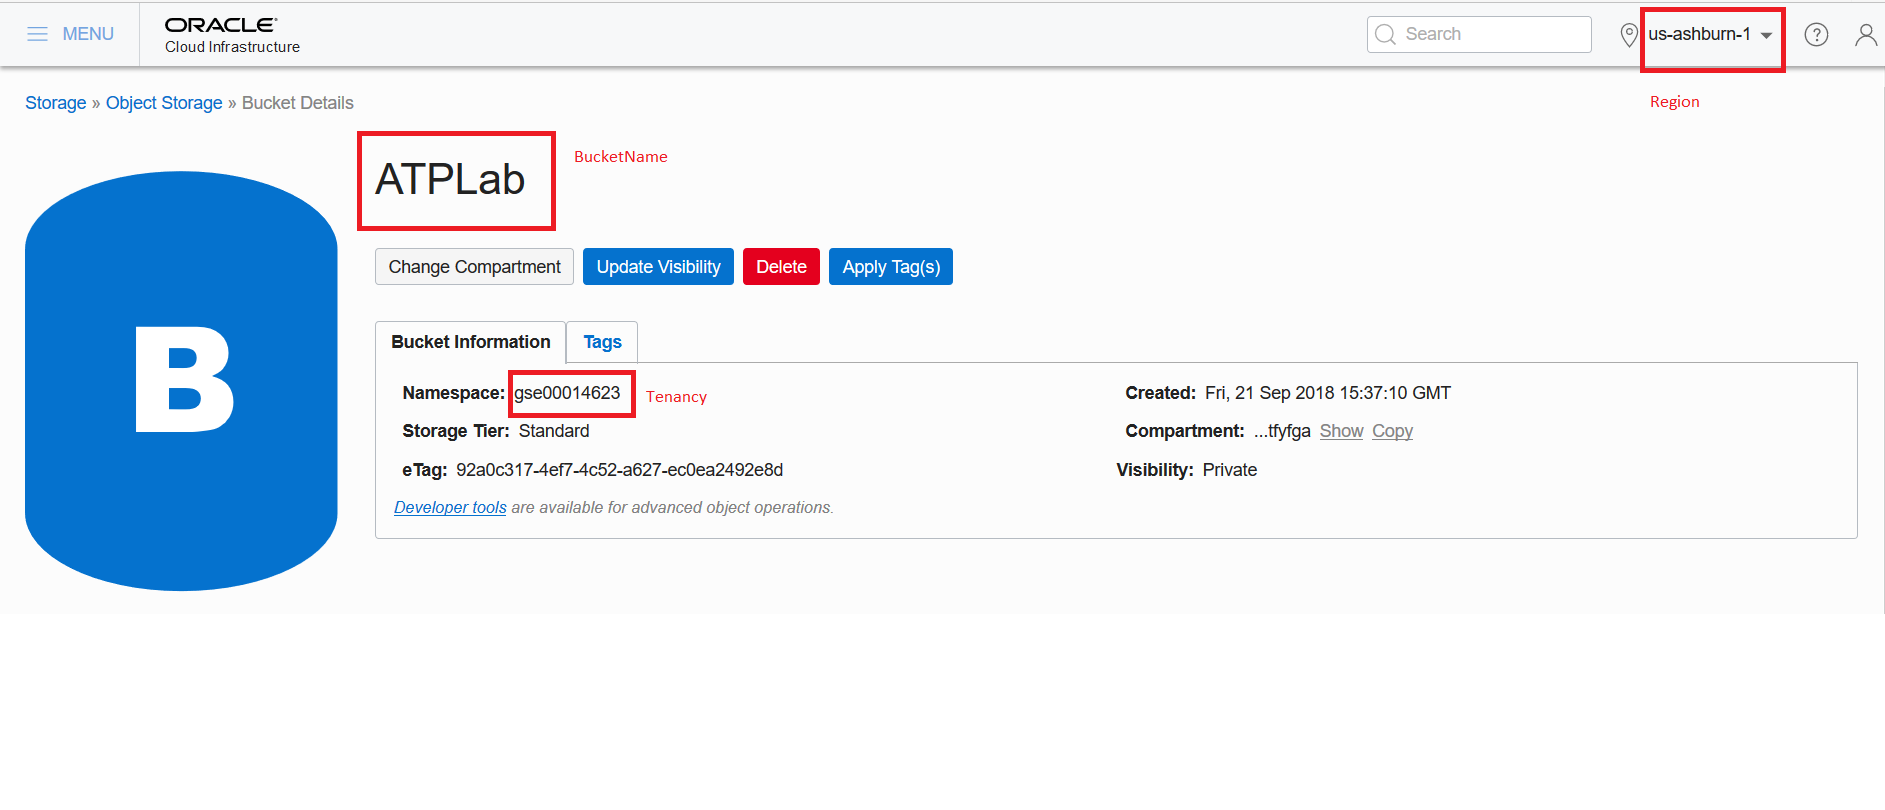 MENU
ORACLE
Cloud Infrastructure
Search
us-ashburn-1
Region
Storage » Object Storage » Bucket Details
ATPLab
BucketName
Change Compartment
Update Visibility
Delete
Apply Tag(s)
B
Bucket Information
Tags
Namespace: gse00014623
Tenancy
Storage Tier: Standard
eTag: 92a0c317-4ef7-4c52-a627-ec0ea2492e8d
Developer tools are available for advanced object operations.
Created: Fri, 21 Sep 2018 15:37:10 GMT
Compartment: ...tfyfga Show Copy
Visibility: Private